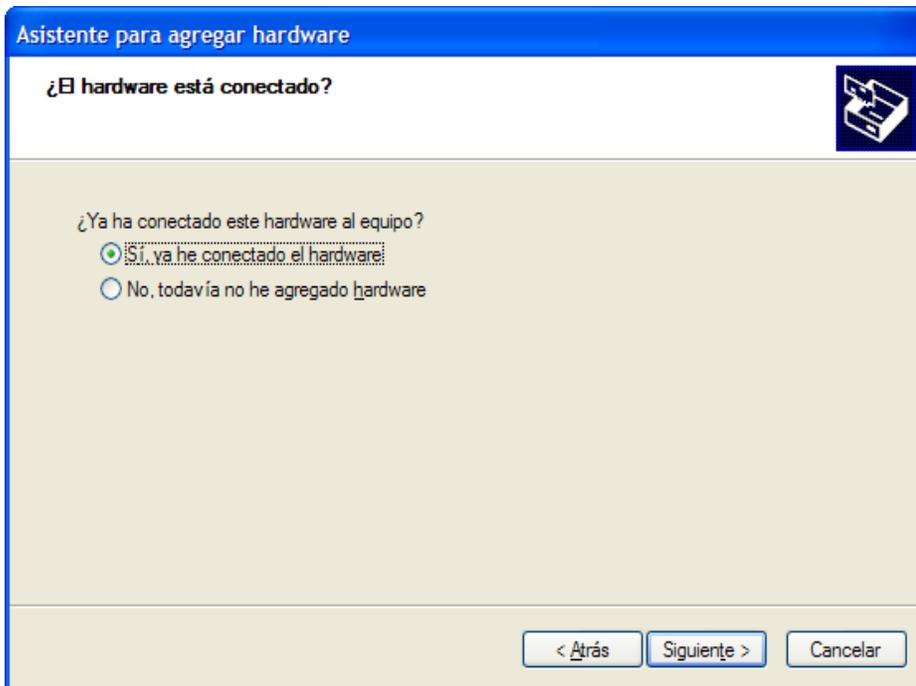 Asistente para agregar hardware
¿El hardware está conectado?
¿Ya ha conectado este hardware al equipo?
Sí, ya he conectado el hardware
No, todavía no he agregado hardware
< Atrás
Siguiente >
Cancelar